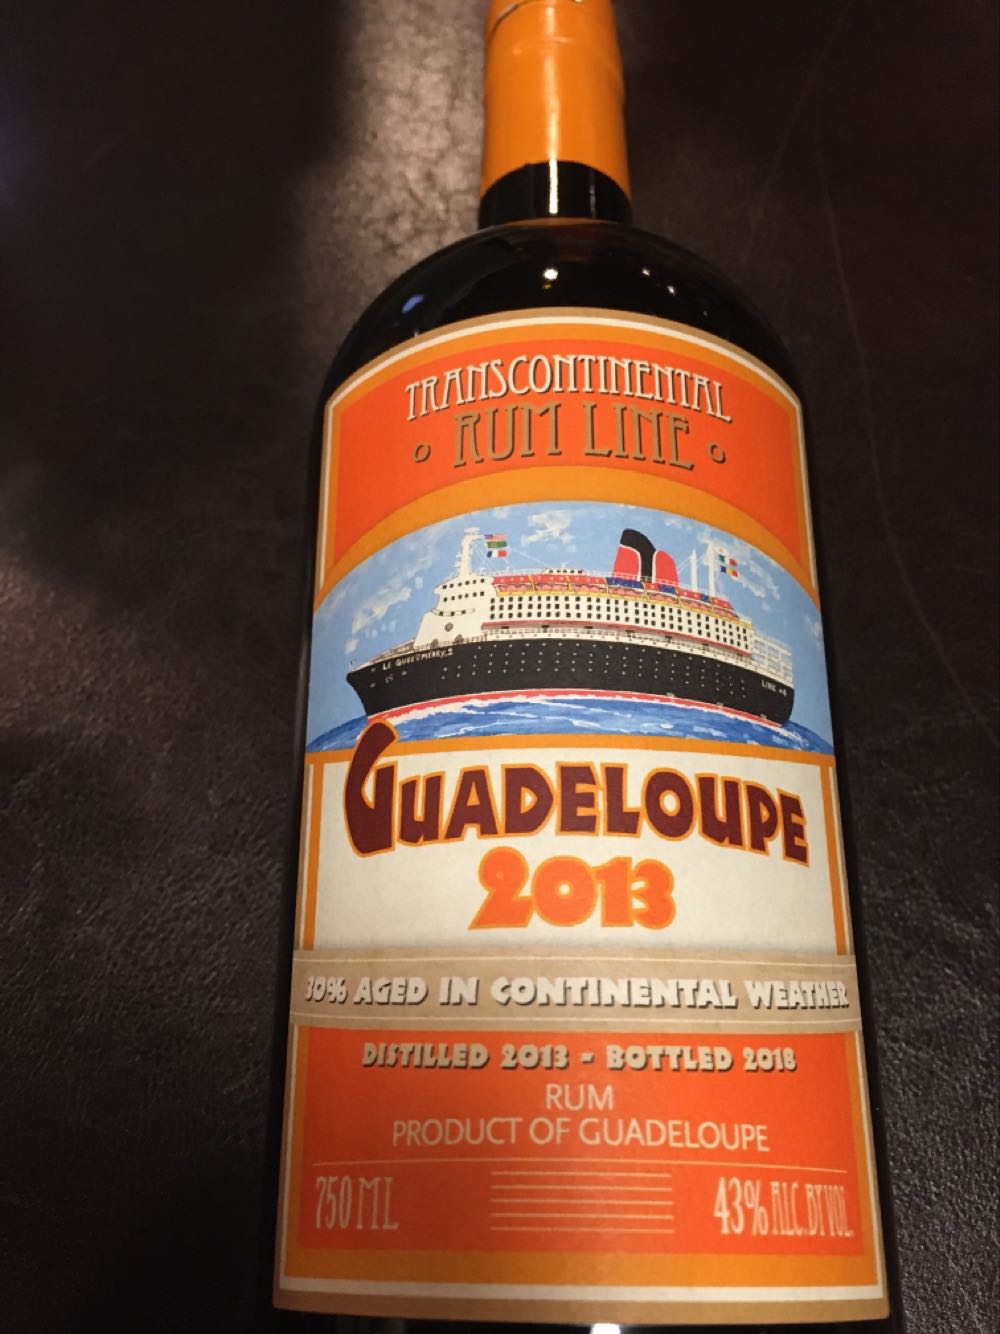 TRANSCONTINENTAL
RUM LINE
GUADELOUPE
2013
30% AGED IN CONTINENTAL WEATHER
DISTILLED 2013 - BOTTLED 2018
RUM
PRODUCT OF GUADELOUPE
750 ML
43% ALC. BY VOL